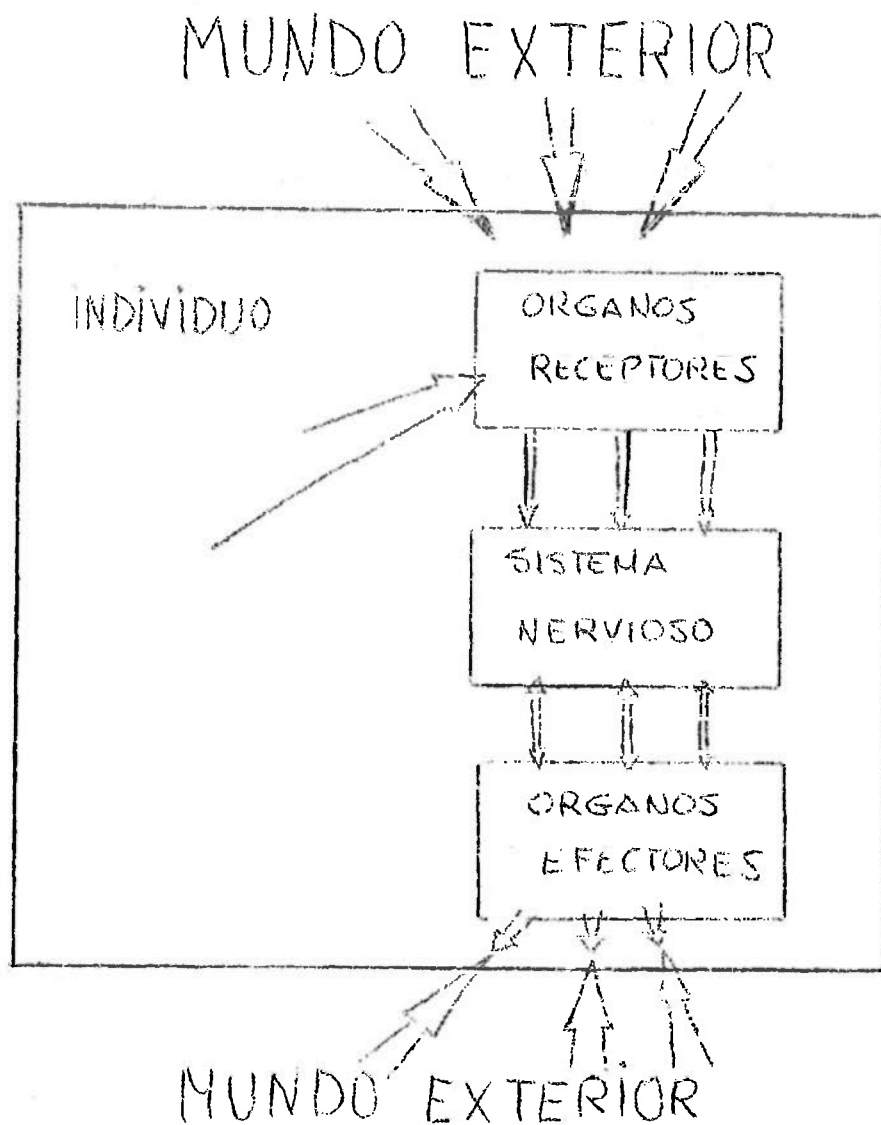 MUNDO EXTERIOR
INDIVIDUO
ORGANOS
RECEPTORES
SISTEMA
NERVIOSO
ORGANOS
EFECTORES
MUNDO EXTERIOR